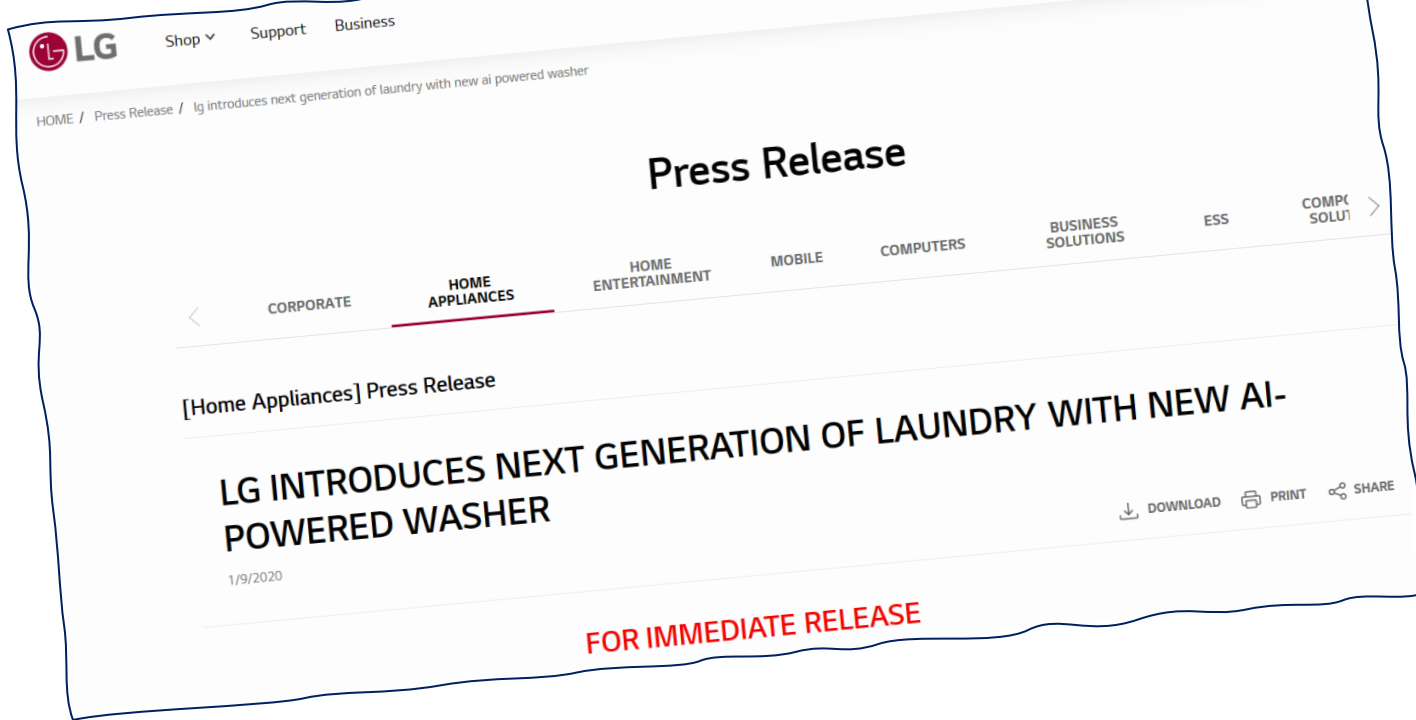 LG
Shop
Support
Business
HOME / Press Release / lg introduces next generation of laundry with new ai powered washer
Press Release
CORPORATE
HOME
APPLIANCES
HOME
ENTERTAINMENT
MOBILE
COMPUTERS
BUSINESS
SOLUTIONS
ESS
[Home Appliances] Press Release
LG INTRODUCES NEXT GENERATION OF LAUNDRY WITH NEW AI-
POWERED WASHER
1/9/2020
DOWNLOAD
PRINT
SHARE
FOR IMMEDIATE RELEASE